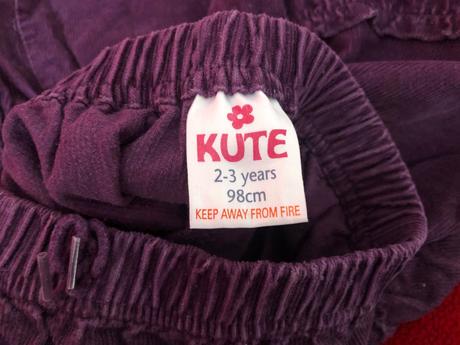 KUTE
2-3 years
98cm
KEEP AWAY FROM FIRE